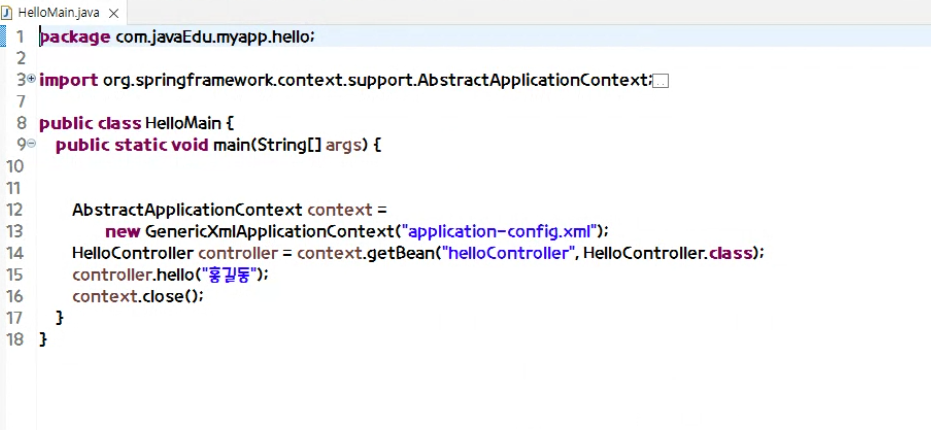 HelloMain.java
1 package com.javaEdu.myapp.hello;
2
3 import org.springframework.context.support.AbstractApplicationContext;
7
8 public class HelloMain {
9 public static void main(String[] args) {
10
11
12 AbstractApplicationContext context =
13 new GenericXmlApplicationContext("application-config.xml");
14 HelloController controller = context.getBean("helloController", HelloController.class);
15 controller.hello("홍길동");
16 context.close();
17 }
18 }